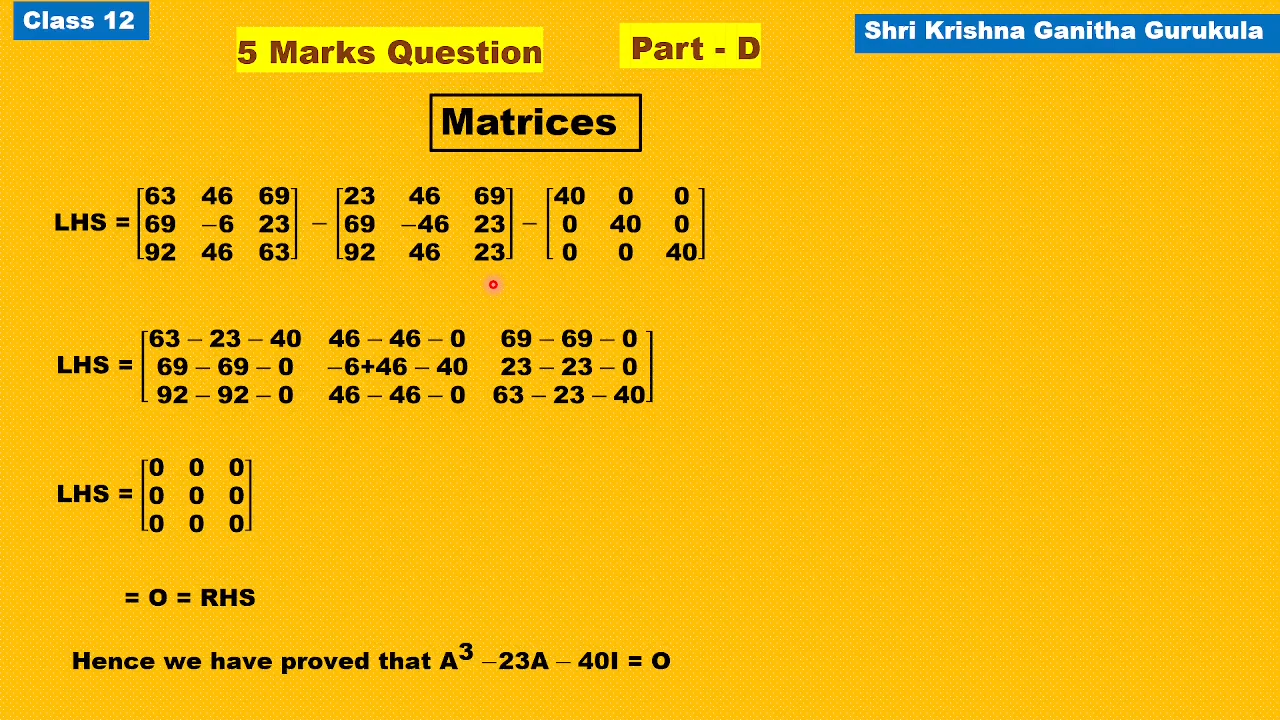 Class 12
5 Marks Question
Part - D
Shri Krishna Ganitha Gurukula
Matrices
LHS = [63 46 69; 69 −6 23; 92 46 63] − [23 46 69; 69 −46 23; 92 46 23] − [40 0 0; 0 40 0; 0 0 40]
LHS = [63 − 23 − 40 46 − 46 − 0 69 − 69 − 0; 69 − 69 − 0 −6+46 − 40 23 − 23 − 0; 92 − 92 − 0 46 − 46 − 0 63 − 23 − 40]
LHS = [0 0 0; 0 0 0; 0 0 0]
= O = RHS
Hence we have proved that A³ −23A − 40I = O